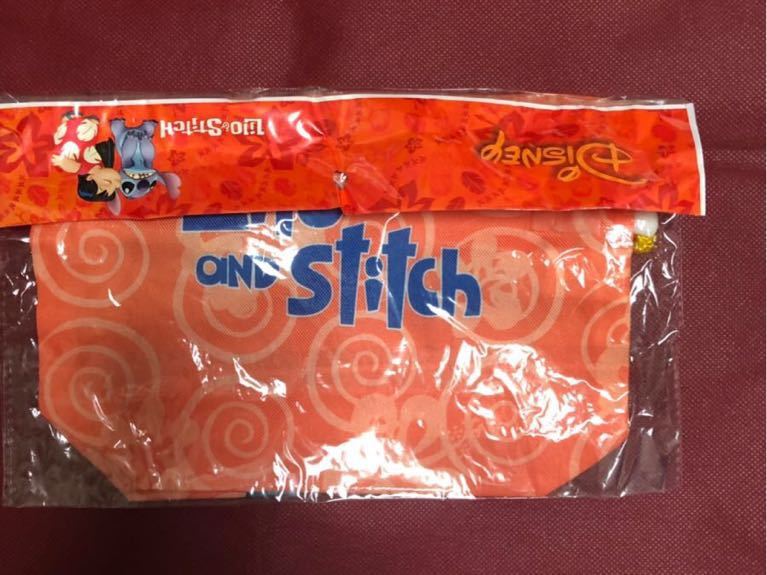 Lilo & Stitch
Disney
AND
Stitch